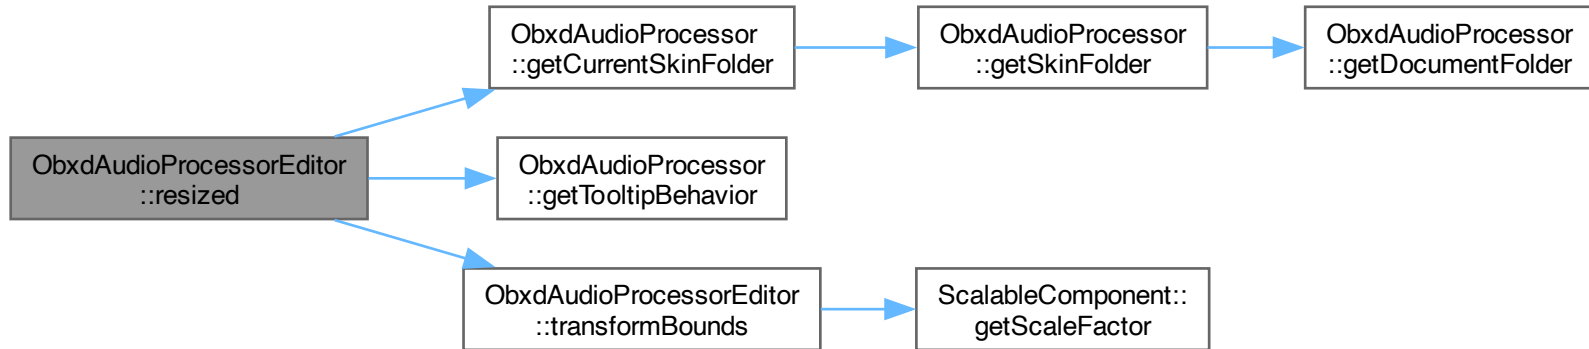 ObxdAudioProcessor
::getCurrentSkinFolder
ObxdAudioProcessor
::getSkinFolder
ObxdAudioProcessor
::getDocumentFolder
ObxdAudioProcessorEditor
::resized
ObxdAudioProcessor
::getTooltipBehavior
ObxdAudioProcessorEditor
::transformBounds
ScalableComponent::
getScaleFactor